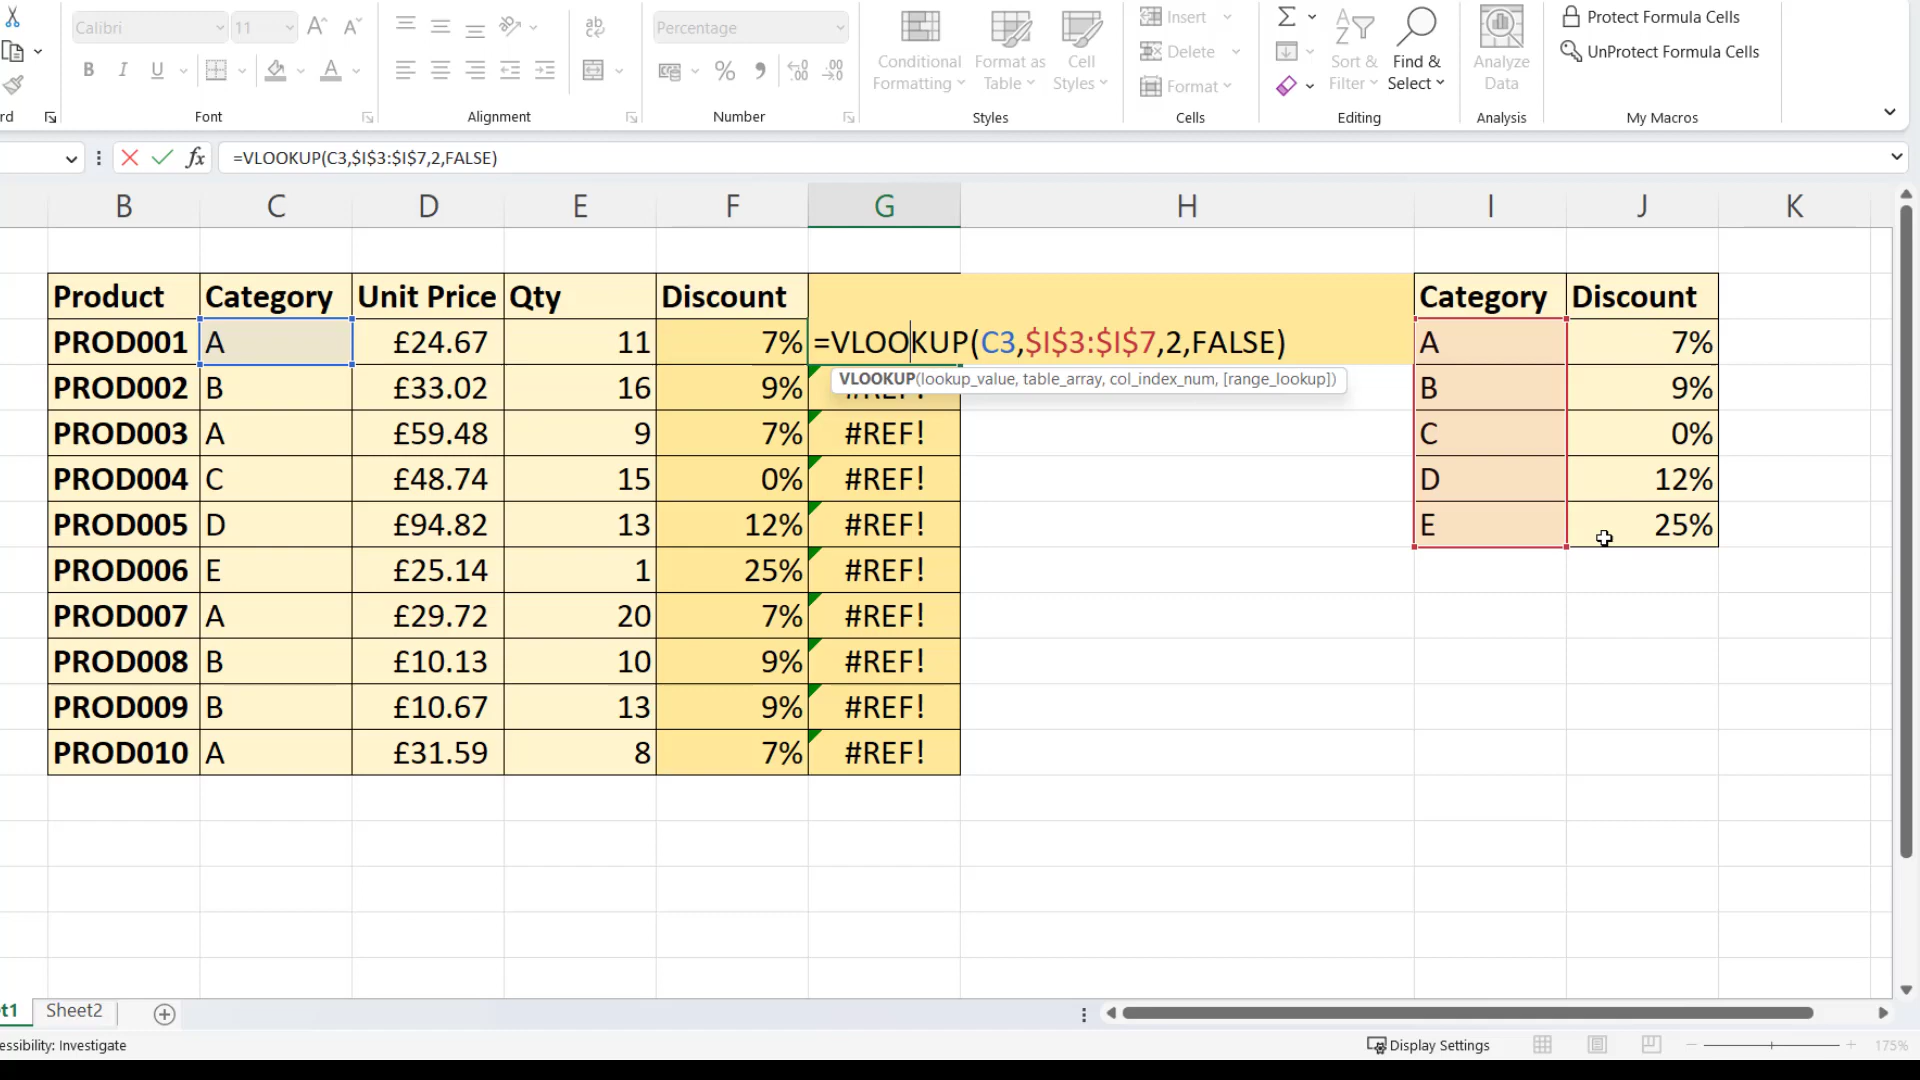 Calibri 11 Percentage Insert Protect Formula Cells
B I U Conditional Formatting Format as Table Cell Styles Delete Sort & Filter Find & Select Analyze Data UnProtect Formula Cells
Format
rd Font Alignment Number Styles Cells Editing Analysis My Macros
fx =VLOOKUP(C3,$I$3:$I$7,2,FALSE)
B C D E F G H I J K
Product Category Unit Price Qty Discount Category Discount
PROD001 A £24.67 11 7% =VLOOKUP(C3,$I$3:$I$7,2,FALSE) A 7%
VLOOKUP(lookup_value, table_array, col_index_num, [range_lookup])
PROD002 B £33.02 16 9% #REF! B 9%
PROD003 A £59.48 9 7% #REF! C 0%
PROD004 C £48.74 15 0% #REF! D 12%
PROD005 D £94.82 13 12% #REF! E 25%
PROD006 E £25.14 1 25% #REF!
PROD007 A £29.72 20 7% #REF!
PROD008 B £10.13 10 9% #REF!
PROD009 B £10.67 13 9% #REF!
PROD010 A £31.59 8 7% #REF!
t1 Sheet2
essibility: Investigate Display Settings 175%